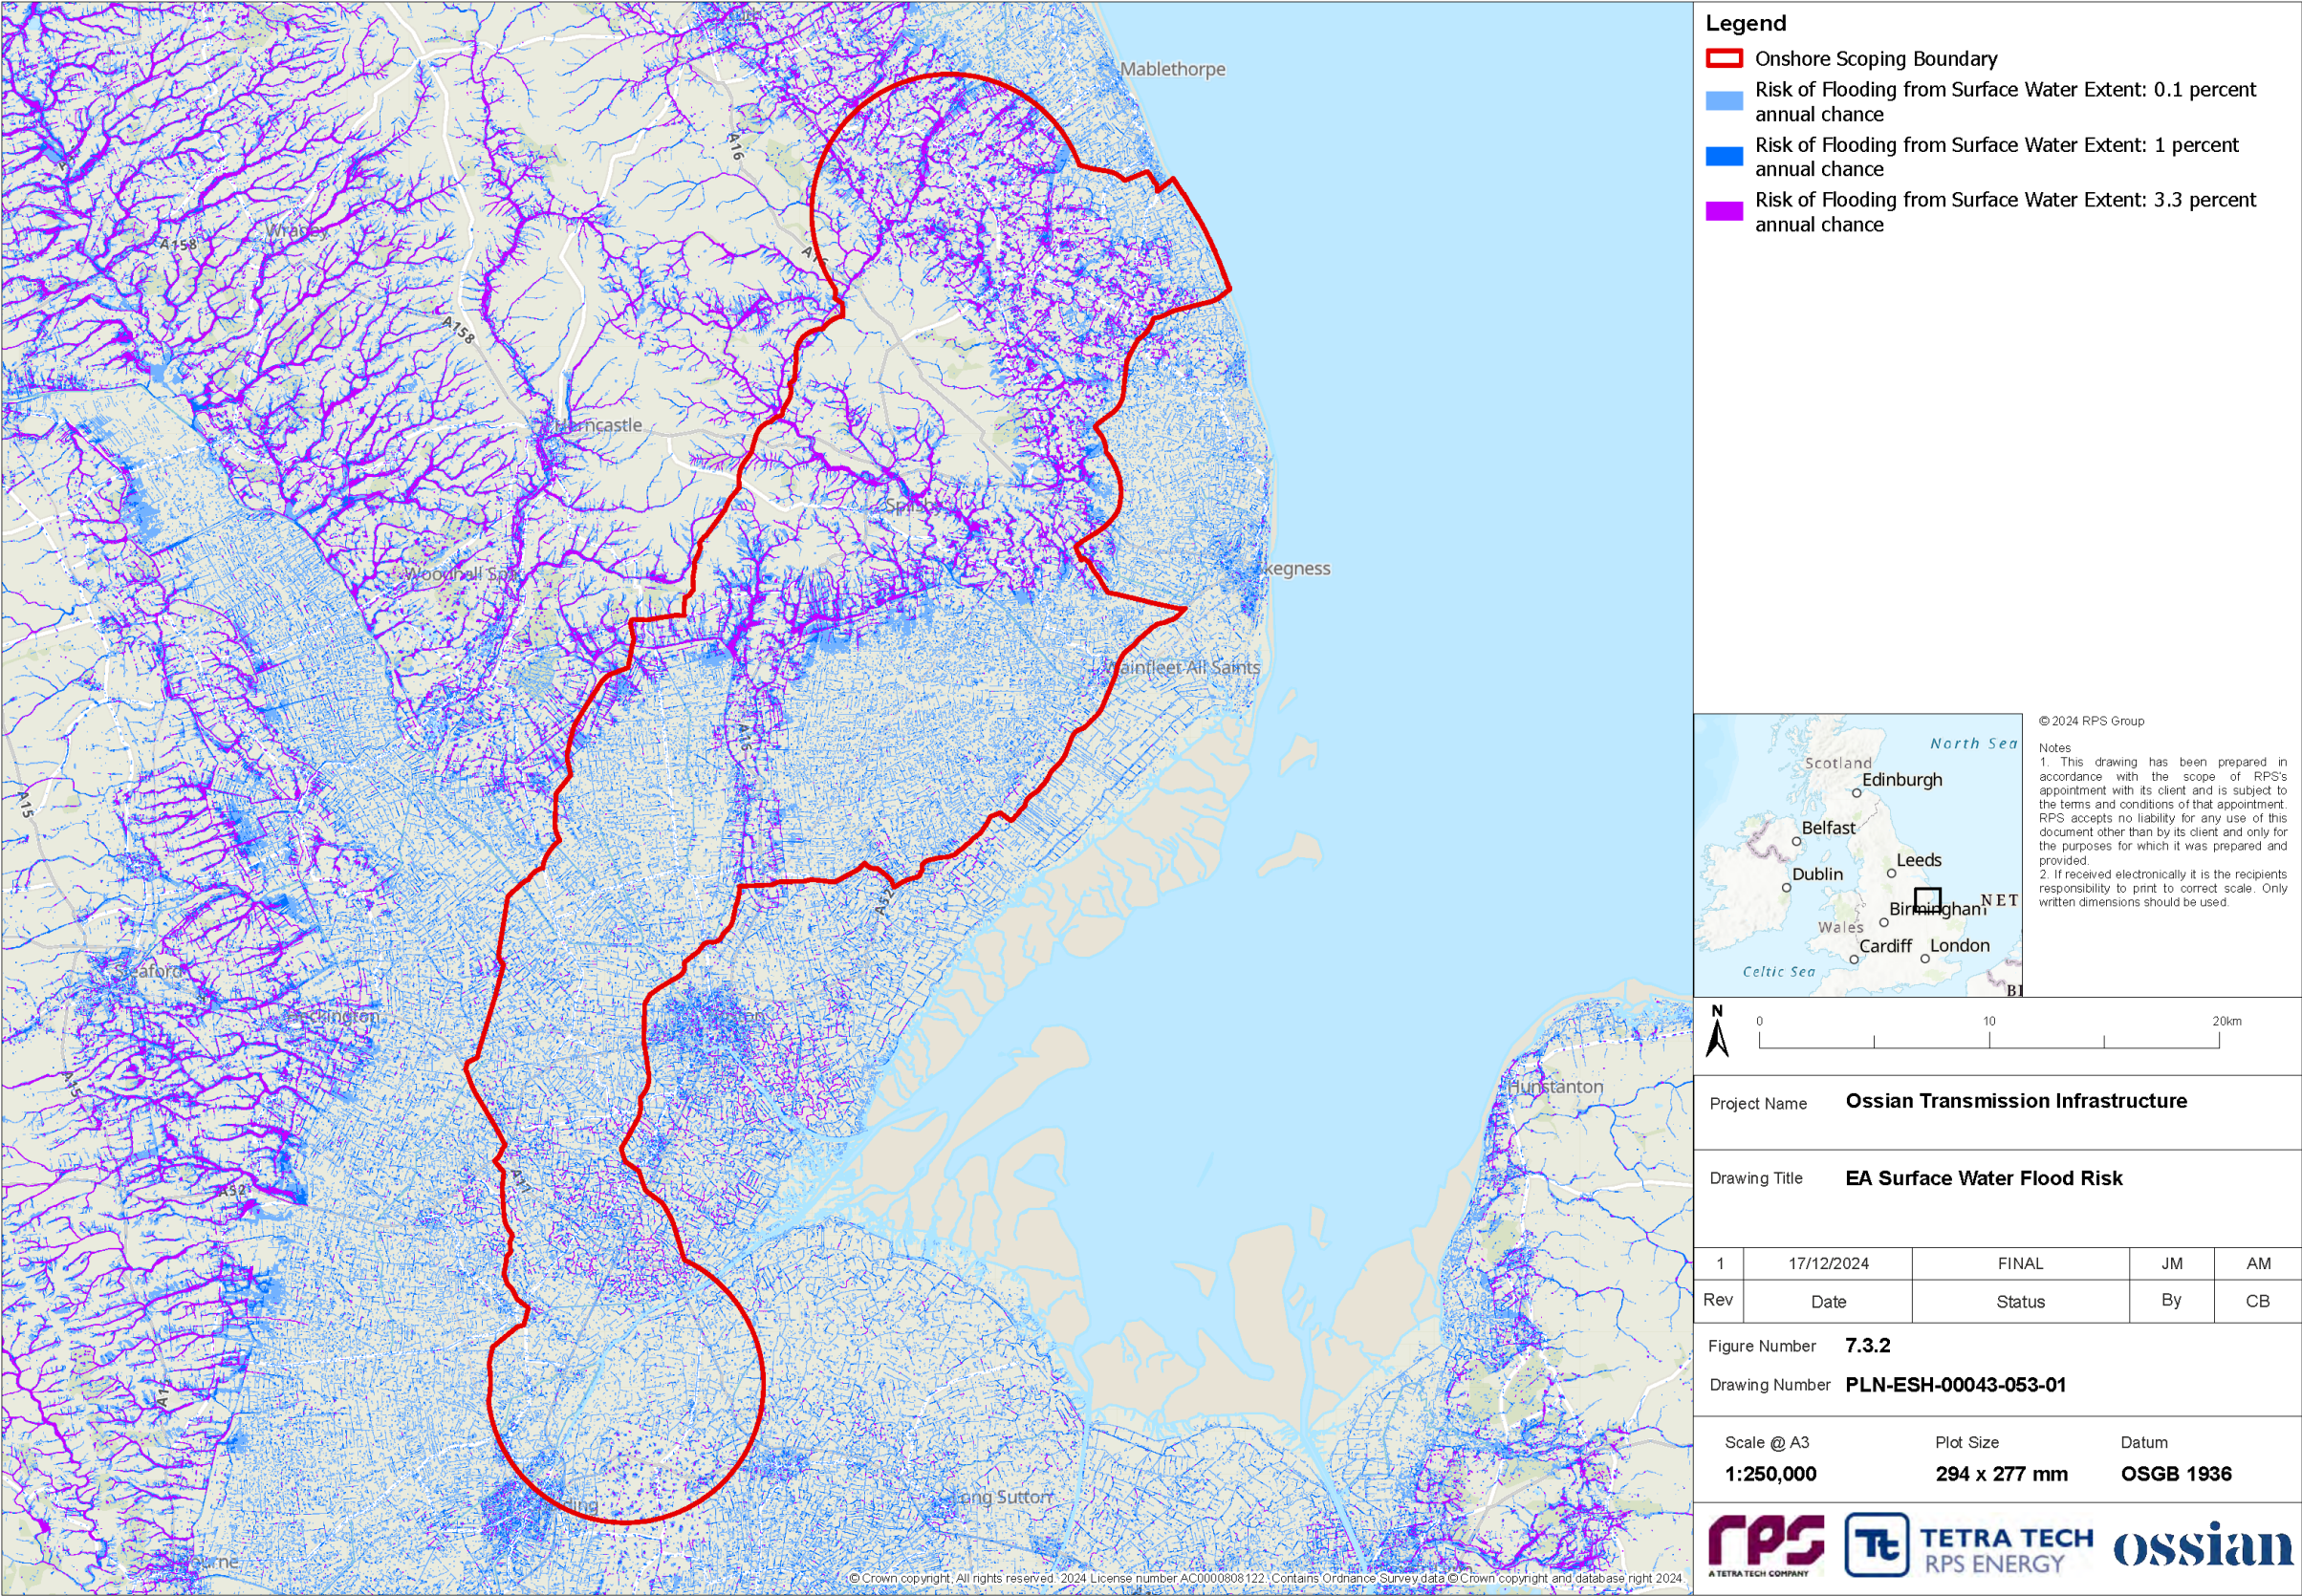 Mablethorpe
A16
A158
A158
Horncastle
Woodhall Spa
kegness
Wainfleet All Saints
A15
A52
Sleaford
A15
A17
A52
Hunstanton
Long Sutton
© Crown copyright, All rights reserved. 2024 License number AC0000808122, Contains Ordnance Survey data © Crown copyright and database right 2024
Legend
Onshore Scoping Boundary
Risk of Flooding from Surface Water Extent: 0.1 percent
annual chance
Risk of Flooding from Surface Water Extent: 1 percent
annual chance
Risk of Flooding from Surface Water Extent: 3.3 percent
annual chance
North Sea
Scotland
Edinburgh
Belfast
Leeds
Dublin
Birmingham
NET
Wales
Cardiff
London
Celtic Sea
© 2024 RPS Group
Notes
1. This drawing has been prepared in
accordance with the scope of RPS's
appointment with its client and is subject to
the terms and conditions of that appointment.
RPS accepts no liability for any use of this
document other than by its client and only for
the purposes for which it was prepared and
provided.
2. If received electronically it is the recipients
responsibility to print to correct scale. Only
written dimensions should be used.
N
0 10 20km
Project Name Ossian Transmission Infrastructure
Drawing Title EA Surface Water Flood Risk
1 17/12/2024 FINAL JM AM
Rev Date Status By CB
Figure Number 7.3.2
Drawing Number PLN-ESH-00043-053-01
Scale @ A3 Plot Size Datum
1:250,000 294 x 277 mm OSGB 1936
rps
A TETRA TECH COMPANY
Tt
TETRA TECH
RPS ENERGY
ossian